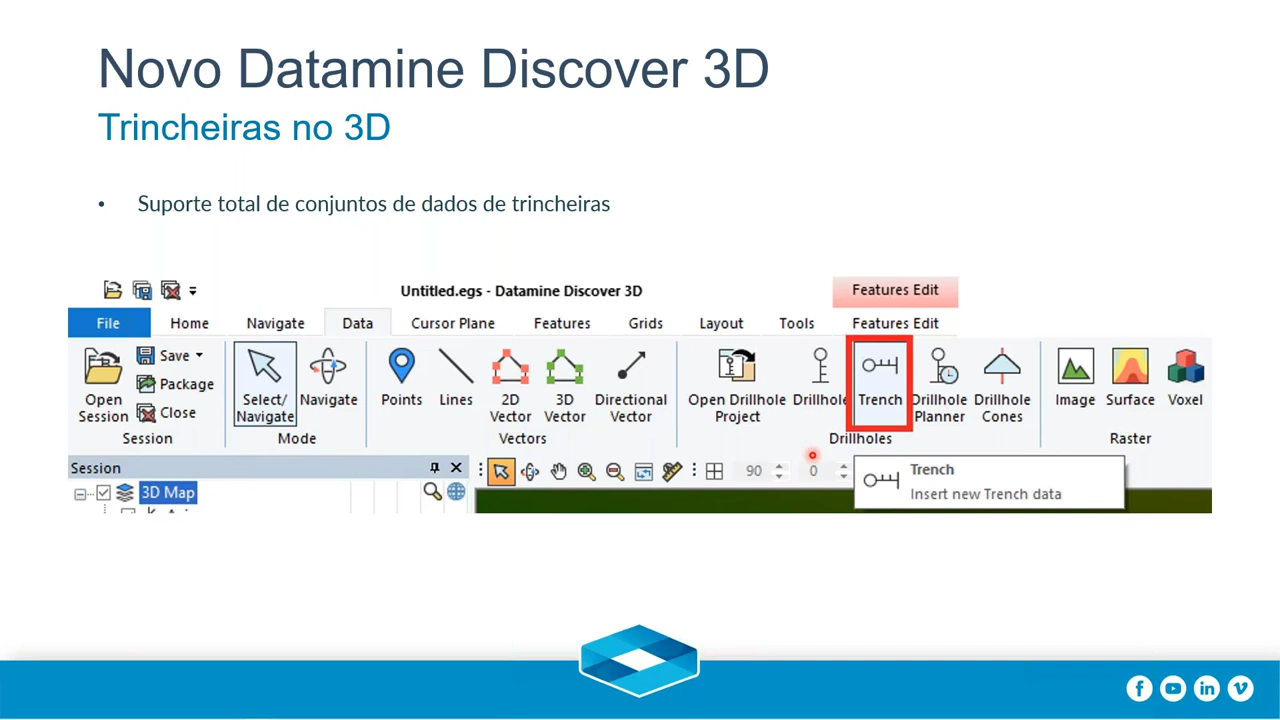 Novo Datamine Discover 3D
Trincheiras no 3D
• Suporte total de conjuntos de dados de trincheiras
Untitled.egs - Datamine Discover 3D
Features Edit
File Home Navigate Data Cursor Plane Features Grids Layout Tools Features Edit
Open Session
Save
Package
Close
Session
Select/ Navigate
Navigate
Mode
Points
Lines
2D Vector
3D Vector
Directional Vector
Vectors
Open Drillhole Project
Drillhole
Trench
Drillhole Planner
Drillhole Cones
Drillholes
Image
Surface
Voxel
Raster
Session
90
0
3D Map
Trench
Insert new Trench data